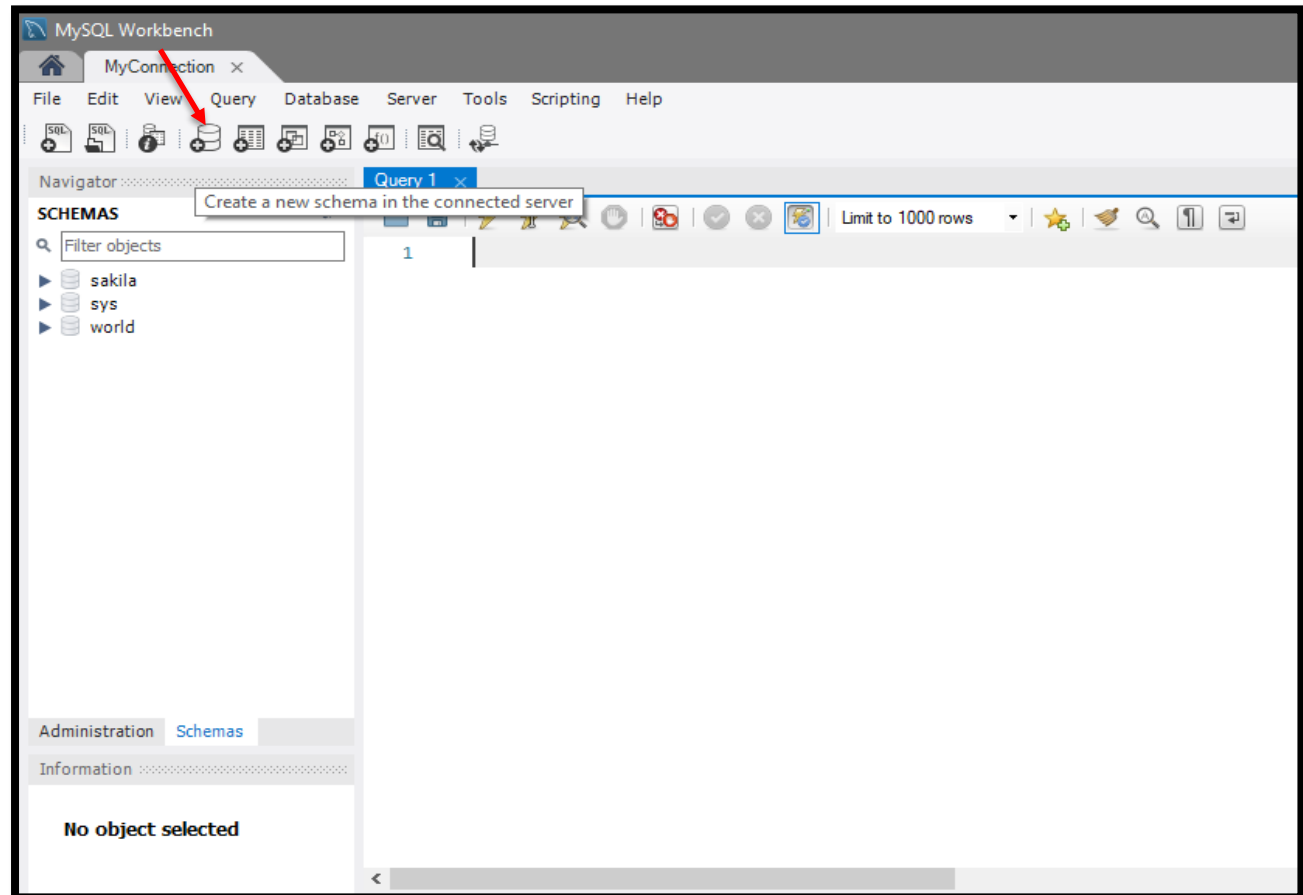 MySQL Workbench
MyConnection
File Edit View Query Database Server Tools Scripting Help
SQL SQL
Navigator
Query 1
Create a new schema in the connected server
SCHEMAS
Limit to 1000 rows
Filter objects
1
sakila
sys
world
Administration Schemas
Information
No object selected